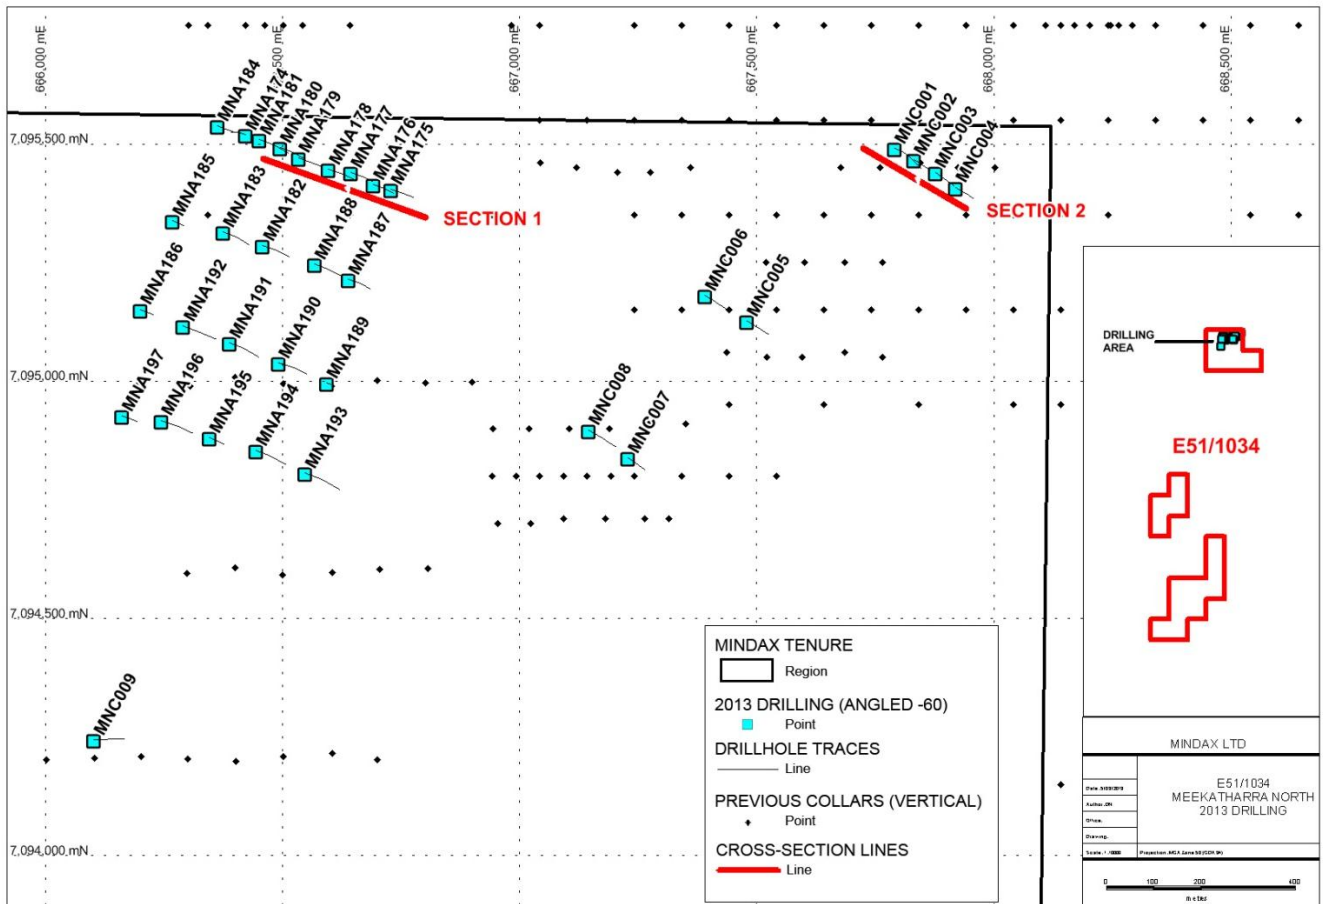 666,000 mE
667,000 mE
667,500 mE
668,000 mE
668,500 mE
MNA184
MNA174
MNA181
MNA180
MNA179
MNA178
MNA177
MNA176
MNA175
MNC001
MNC002
MNC003
MNC004
7,095,500 mN
SECTION 1
SECTION 2
MNA185
MNA183
MNA182
MNA188
MNA187
MNC006
MNC005
MNA186
MNA192
MNA191
MNA190
MNA189
DRILLING
AREA
7,095,000 mN
MNA197
MNA196
MNA195
MNA194
MNA193
MNC008
MNC007
E51/1034
7,094,500 mN
MNC009
7,094,000 mN
MINDAX TENURE
Region
2013 DRILLING (ANGLED -60)
Point
DRILLHOLE TRACES
Line
PREVIOUS COLLARS (VERTICAL)
Point
CROSS-SECTION LINES
Line
MINDAX LTD
E51/1034
MEEKATHARRA NORTH
2013 DRILLING
0 100 200 400
metres